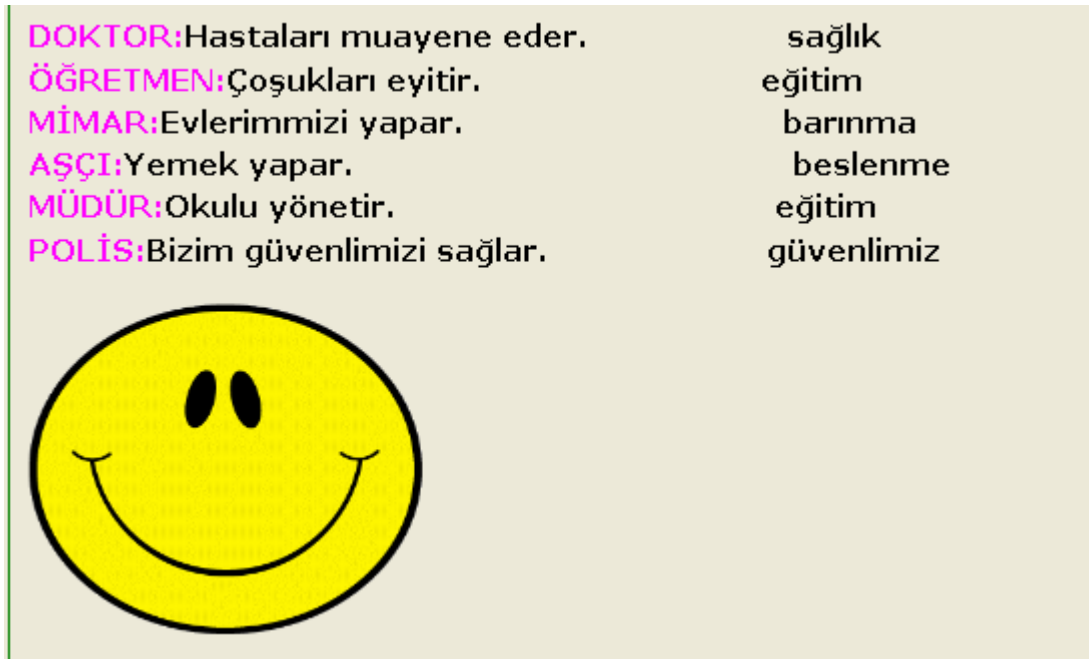 DOKTOR:Hastaları muayene eder. sağlık
ÖĞRETMEN:Çoşukları eyitir. eğitim
MİMAR:Evlerimmizi yapar. barınma
AŞÇI:Yemek yapar. beslenme
MÜDÜR:Okulu yönetir. eğitim
POLİS:Bizim güvenlimizi sağlar. güvenlimiz